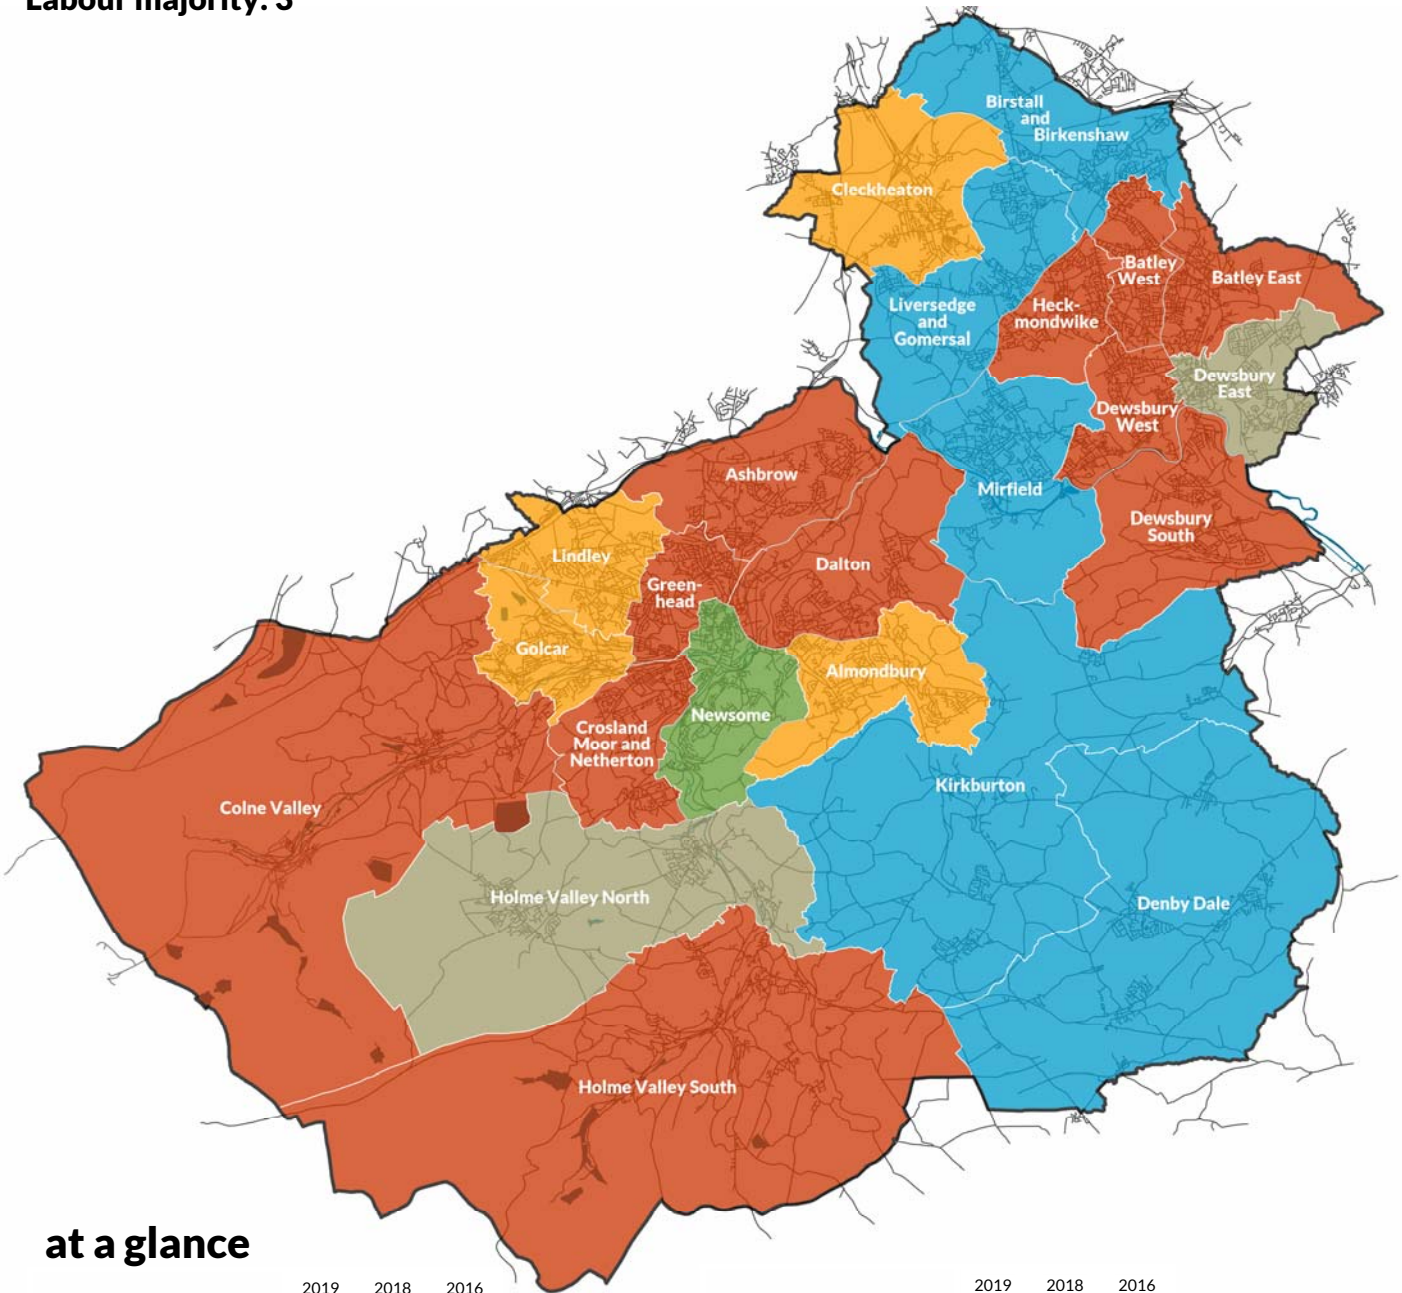 Labour majority: 3
Birstall
and
Birkenshaw
Cleckheaton
Batley
West
Batley East
Liversedge
and
Gomersal
Heck-
mondwike
Dewsbury
East
Dewsbury
West
Ashbrow
Mirfield
Dewsbury
South
Lindley
Dalton
Green-
head
Golcar
Almondbury
Newsome
Crosland
Moor and
Netherton
Kirkburton
Colne Valley
Holme Valley North
Denby Dale
Holme Valley South
at a glance
2019 2018 2016
2019 2018 2016